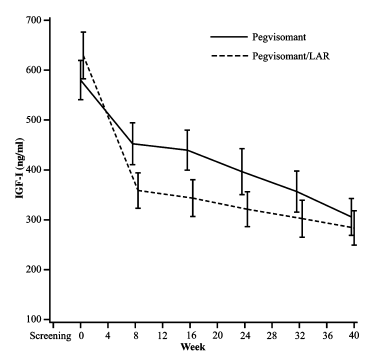 700
Pegvisomant
Pegvisomant/LAR
600
500
IGF-I (ng/ml)
400
300
200
100
Screening 0 4 8 12 16 20 24 28 32 36 40
Week